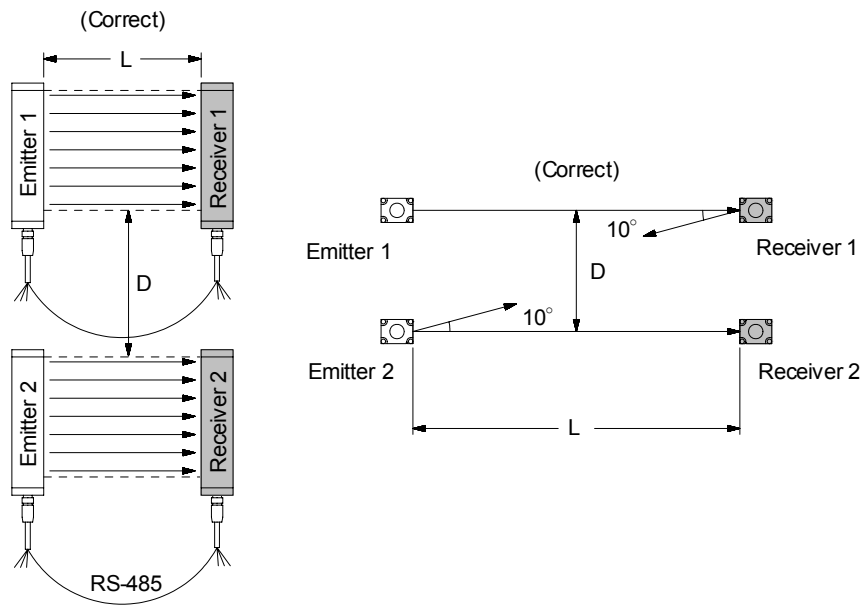 (Correct)
L
Emitter 1
Receiver 1
D
Emitter 2
Receiver 2
RS-485
(Correct)
10°
Emitter 1
Receiver 1
D
10°
Emitter 2
Receiver 2
L